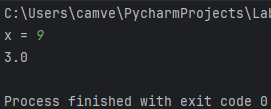 C:\Users\camve\PycharmProjects\Lab
x = 9
3.0
Process finished with exit code 0